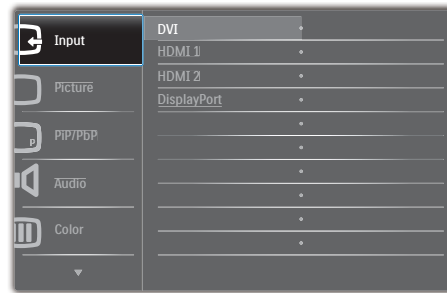 Input
Picture
PiP/PbP
Audio
Color
DVI
HDMI 1
HDMI 2
DisplayPort